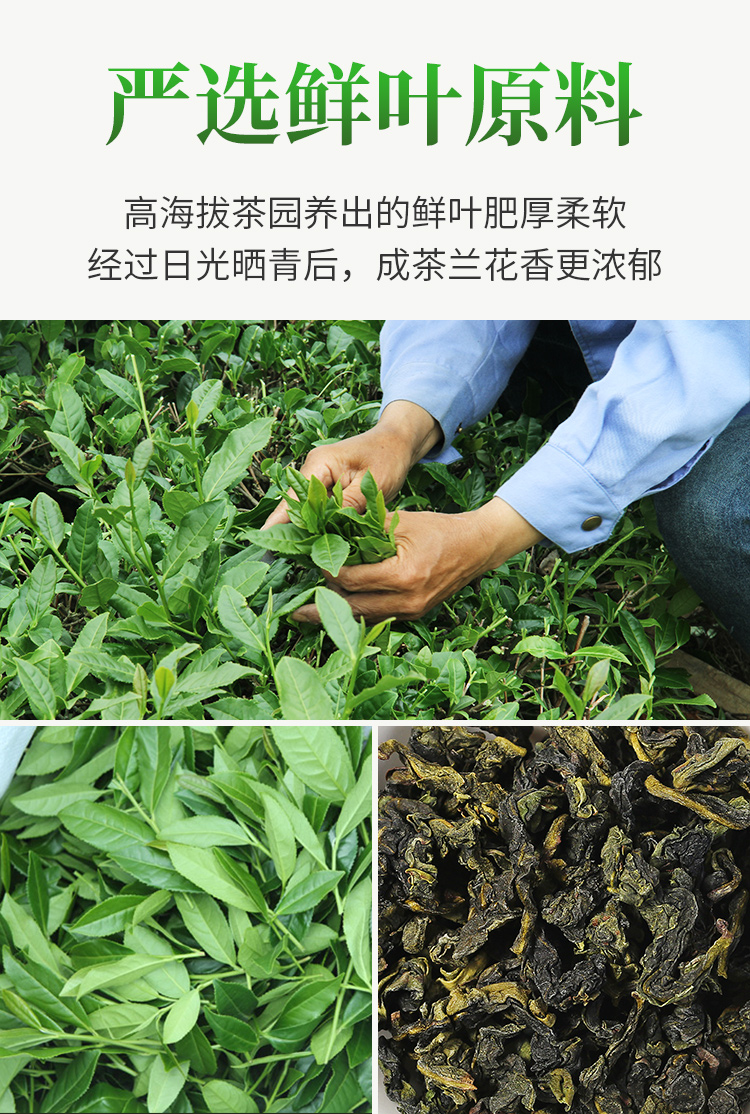 严选鲜叶原料
高海拔茶园养出的鲜叶肥厚柔软
经过日光晒青后，成茶兰花香更浓郁